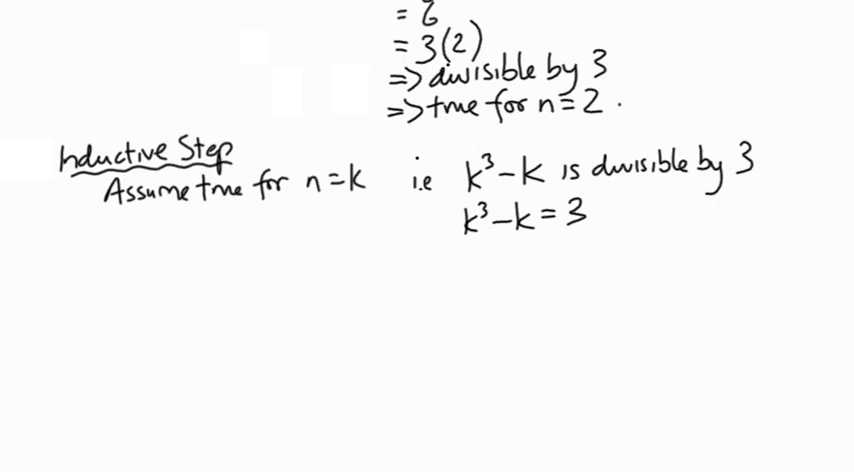 = 6
= 3(2)
=> divisible by 3
=> true for n=2.
Inductive Step
Assume true for n=k i.e k³-k is divisible by 3
k³-k=3